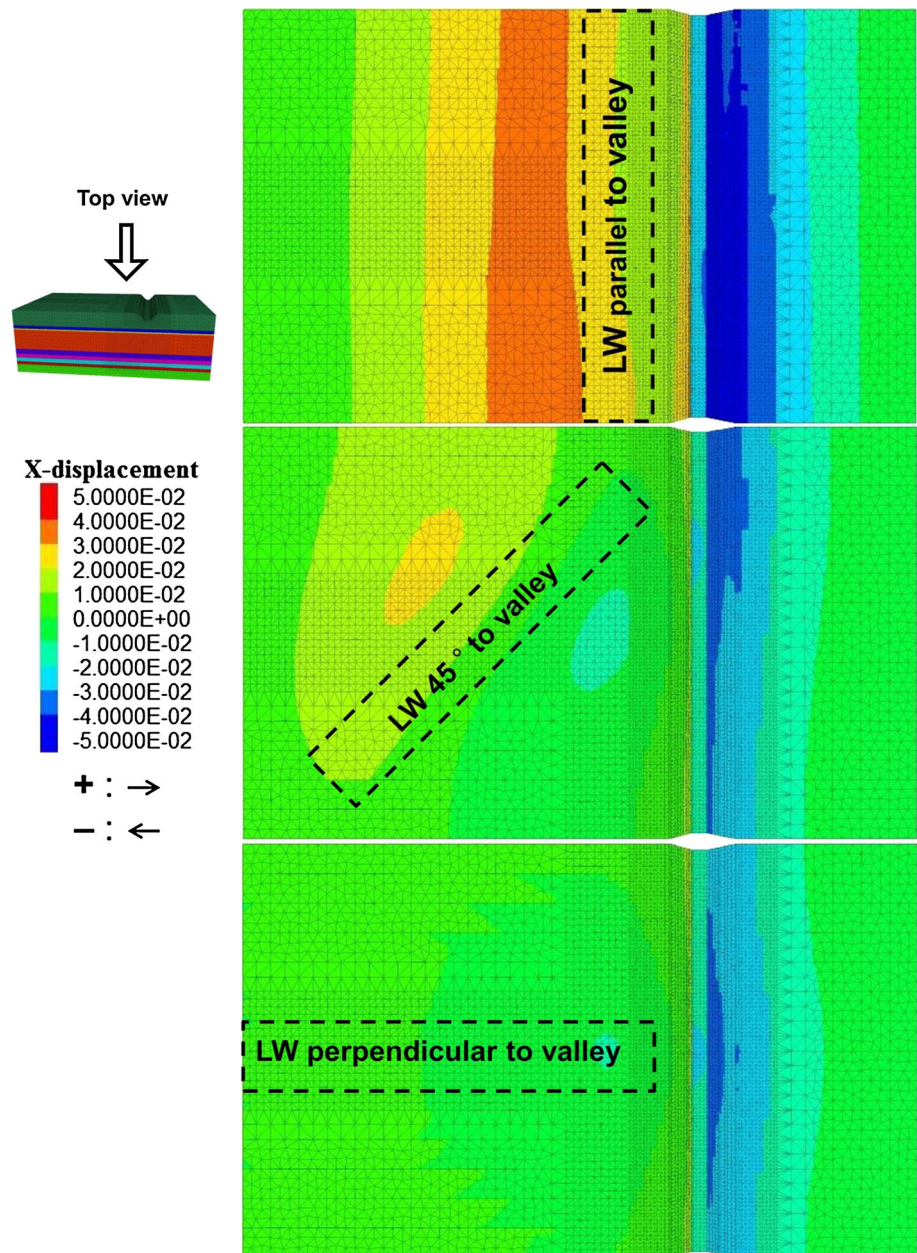 Top view
X-displacement
5.0000E-02
4.0000E-02
3.0000E-02
2.0000E-02
1.0000E-02
0.0000E+00
-1.0000E-02
-2.0000E-02
-3.0000E-02
-4.0000E-02
-5.0000E-02
+ : →
– : ←
LW parallel to valley
LW 45° to valley
LW perpendicular to valley